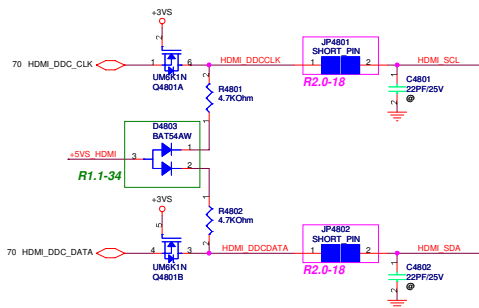 +3VS
2
70 HDMI_DDC_CLK
1
6
UM6K1N
Q4801A
HDMI_DDCCLK
JP4801
SHORT_PIN
1
2
R2.0-18
HDMI_SCL
C4801
22PF/25V
@
2
R4801
4.7KOhm
1
D4803
BAT54AW
+5VS_HDMI
3
1
2
R1.1-34
+3VS
5
1
R4802
4.7KOhm
2
70 HDMI_DDC_DATA
4
3
UM6K1N
Q4801B
HDMI_DDCDATA
JP4802
SHORT_PIN
1
2
R2.0-18
HDMI_SDA
C4802
22PF/25V
@